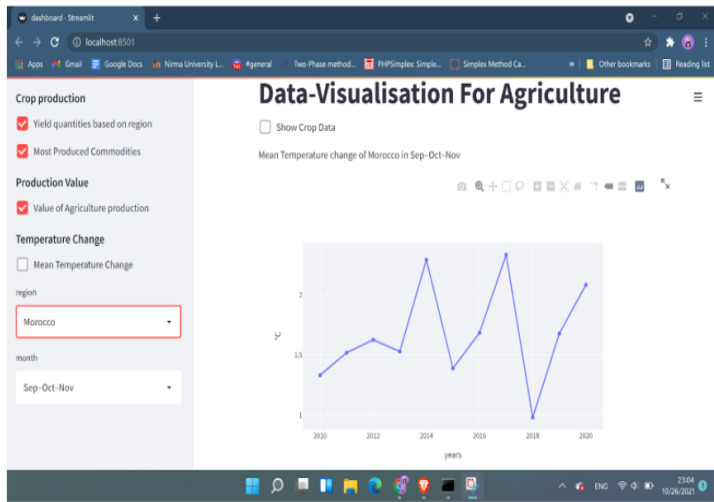 dashboard · Streamlit
localhost:8501
Apps Gmail Google Docs Nirma University L... #general Two-Phase method... PHPSimplex: Simple... Simplex Method Ca... Other bookmarks Reading list
Crop production
Yield quantities based on region
Most Produced Commodities
Production Value
Value of Agriculture production
Temperature Change
Mean Temperature Change
region
Morocco
month
Sep-Oct-Nov
Data-Visualisation For Agriculture
Show Crop Data
Mean Temperature change of Morocco in Sep-Oct-Nov
2
1.5
1
°C
2010 2012 2014 2016 2018 2020
years
ENG
23:04
10/26/2021